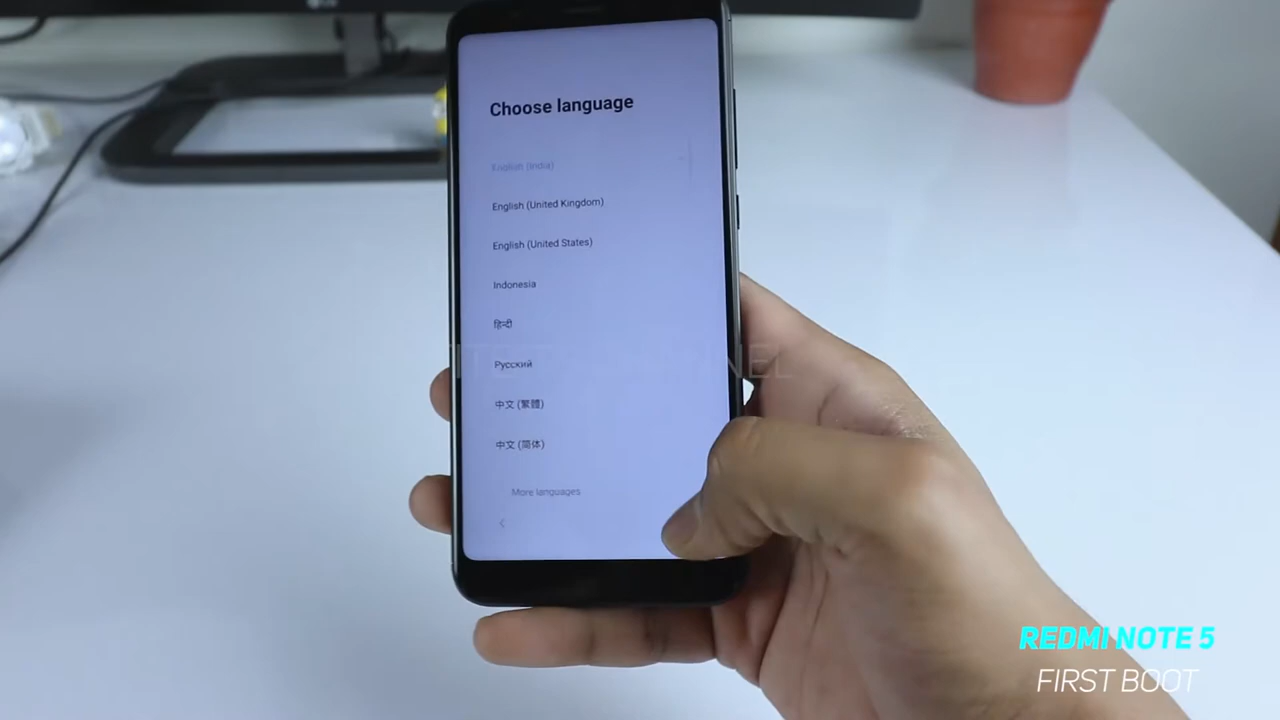 LG
Choose language
English (India)
English (United Kingdom)
English (United States)
Indonesia
हिन्दी
Русский
中文 (繁體)
中文 (简体)
More languages
REDMI NOTE 5
FIRST BOOT